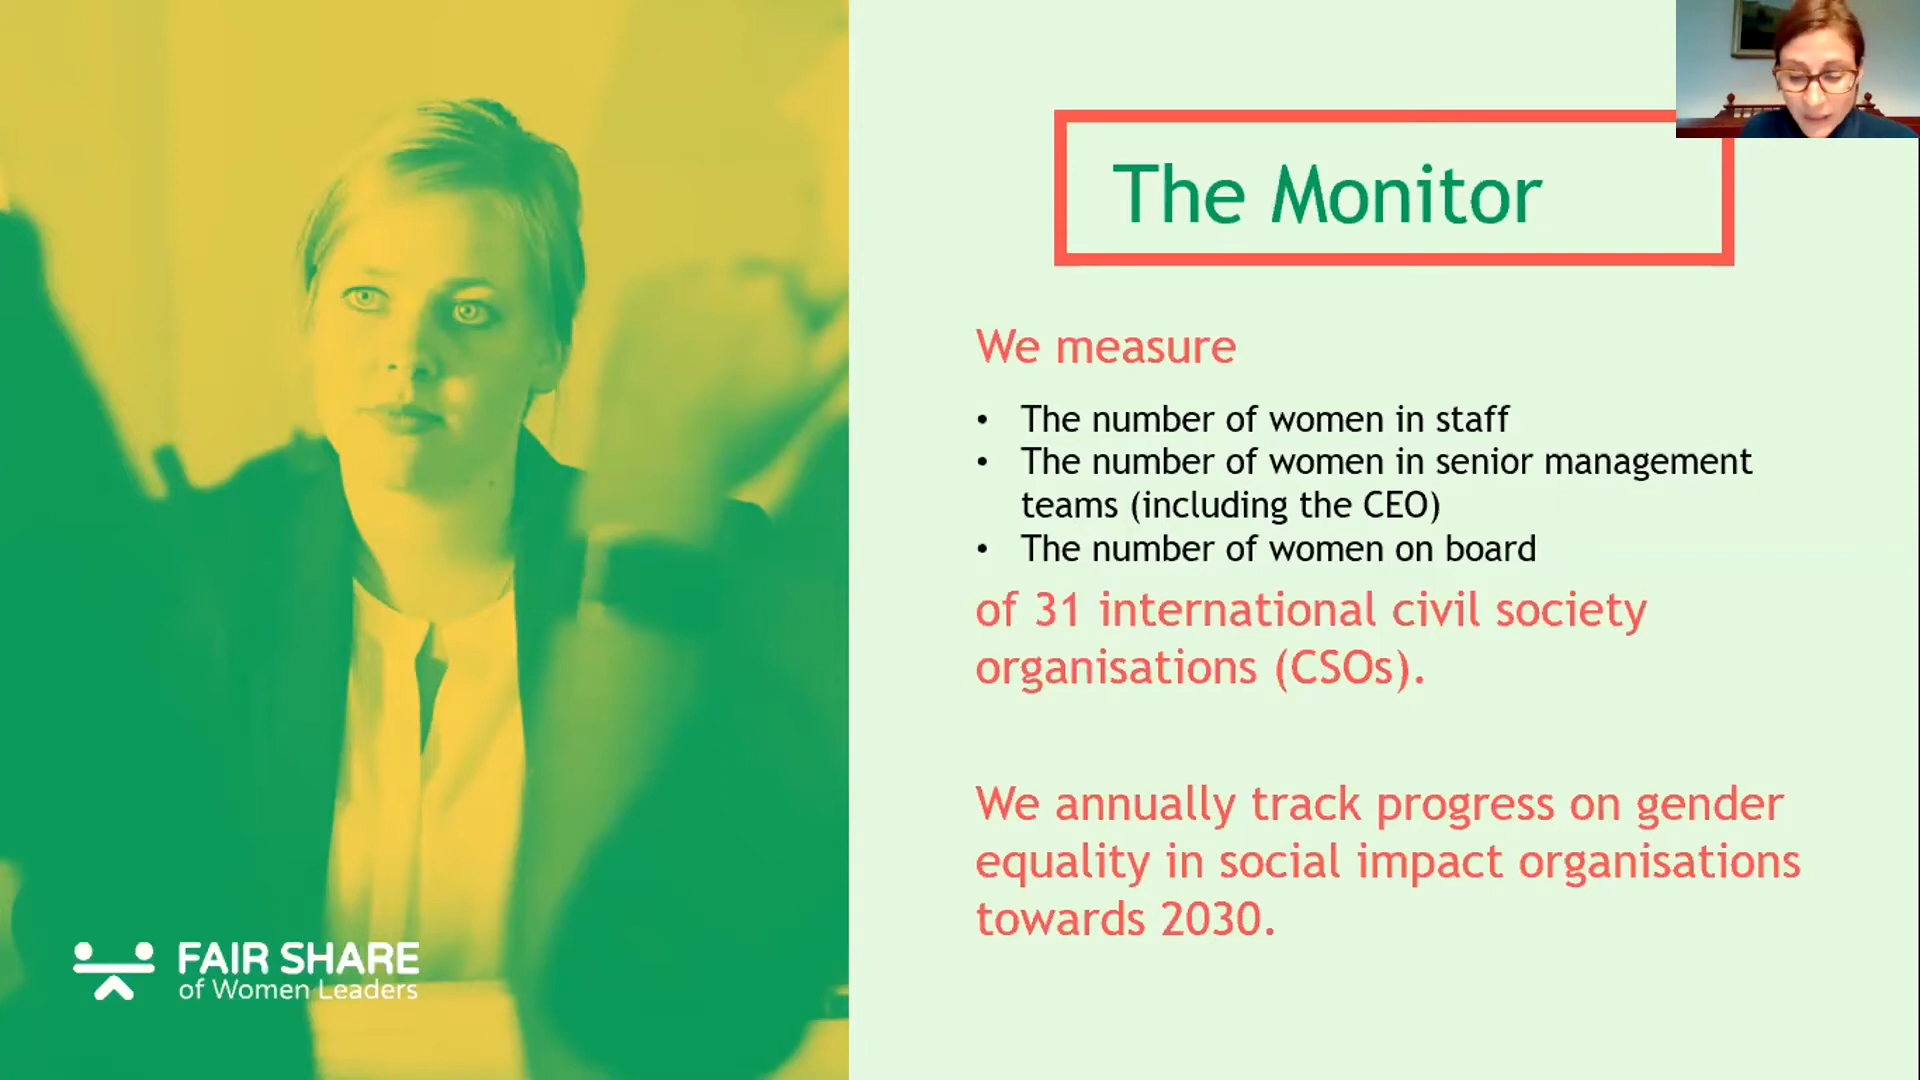 The Monitor
We measure
• The number of women in staff
• The number of women in senior management
teams (including the CEO)
• The number of women on board
of 31 international civil society
organisations (CSOs).
We annually track progress on gender
equality in social impact organisations
towards 2030.
FAIR SHARE
of Women Leaders